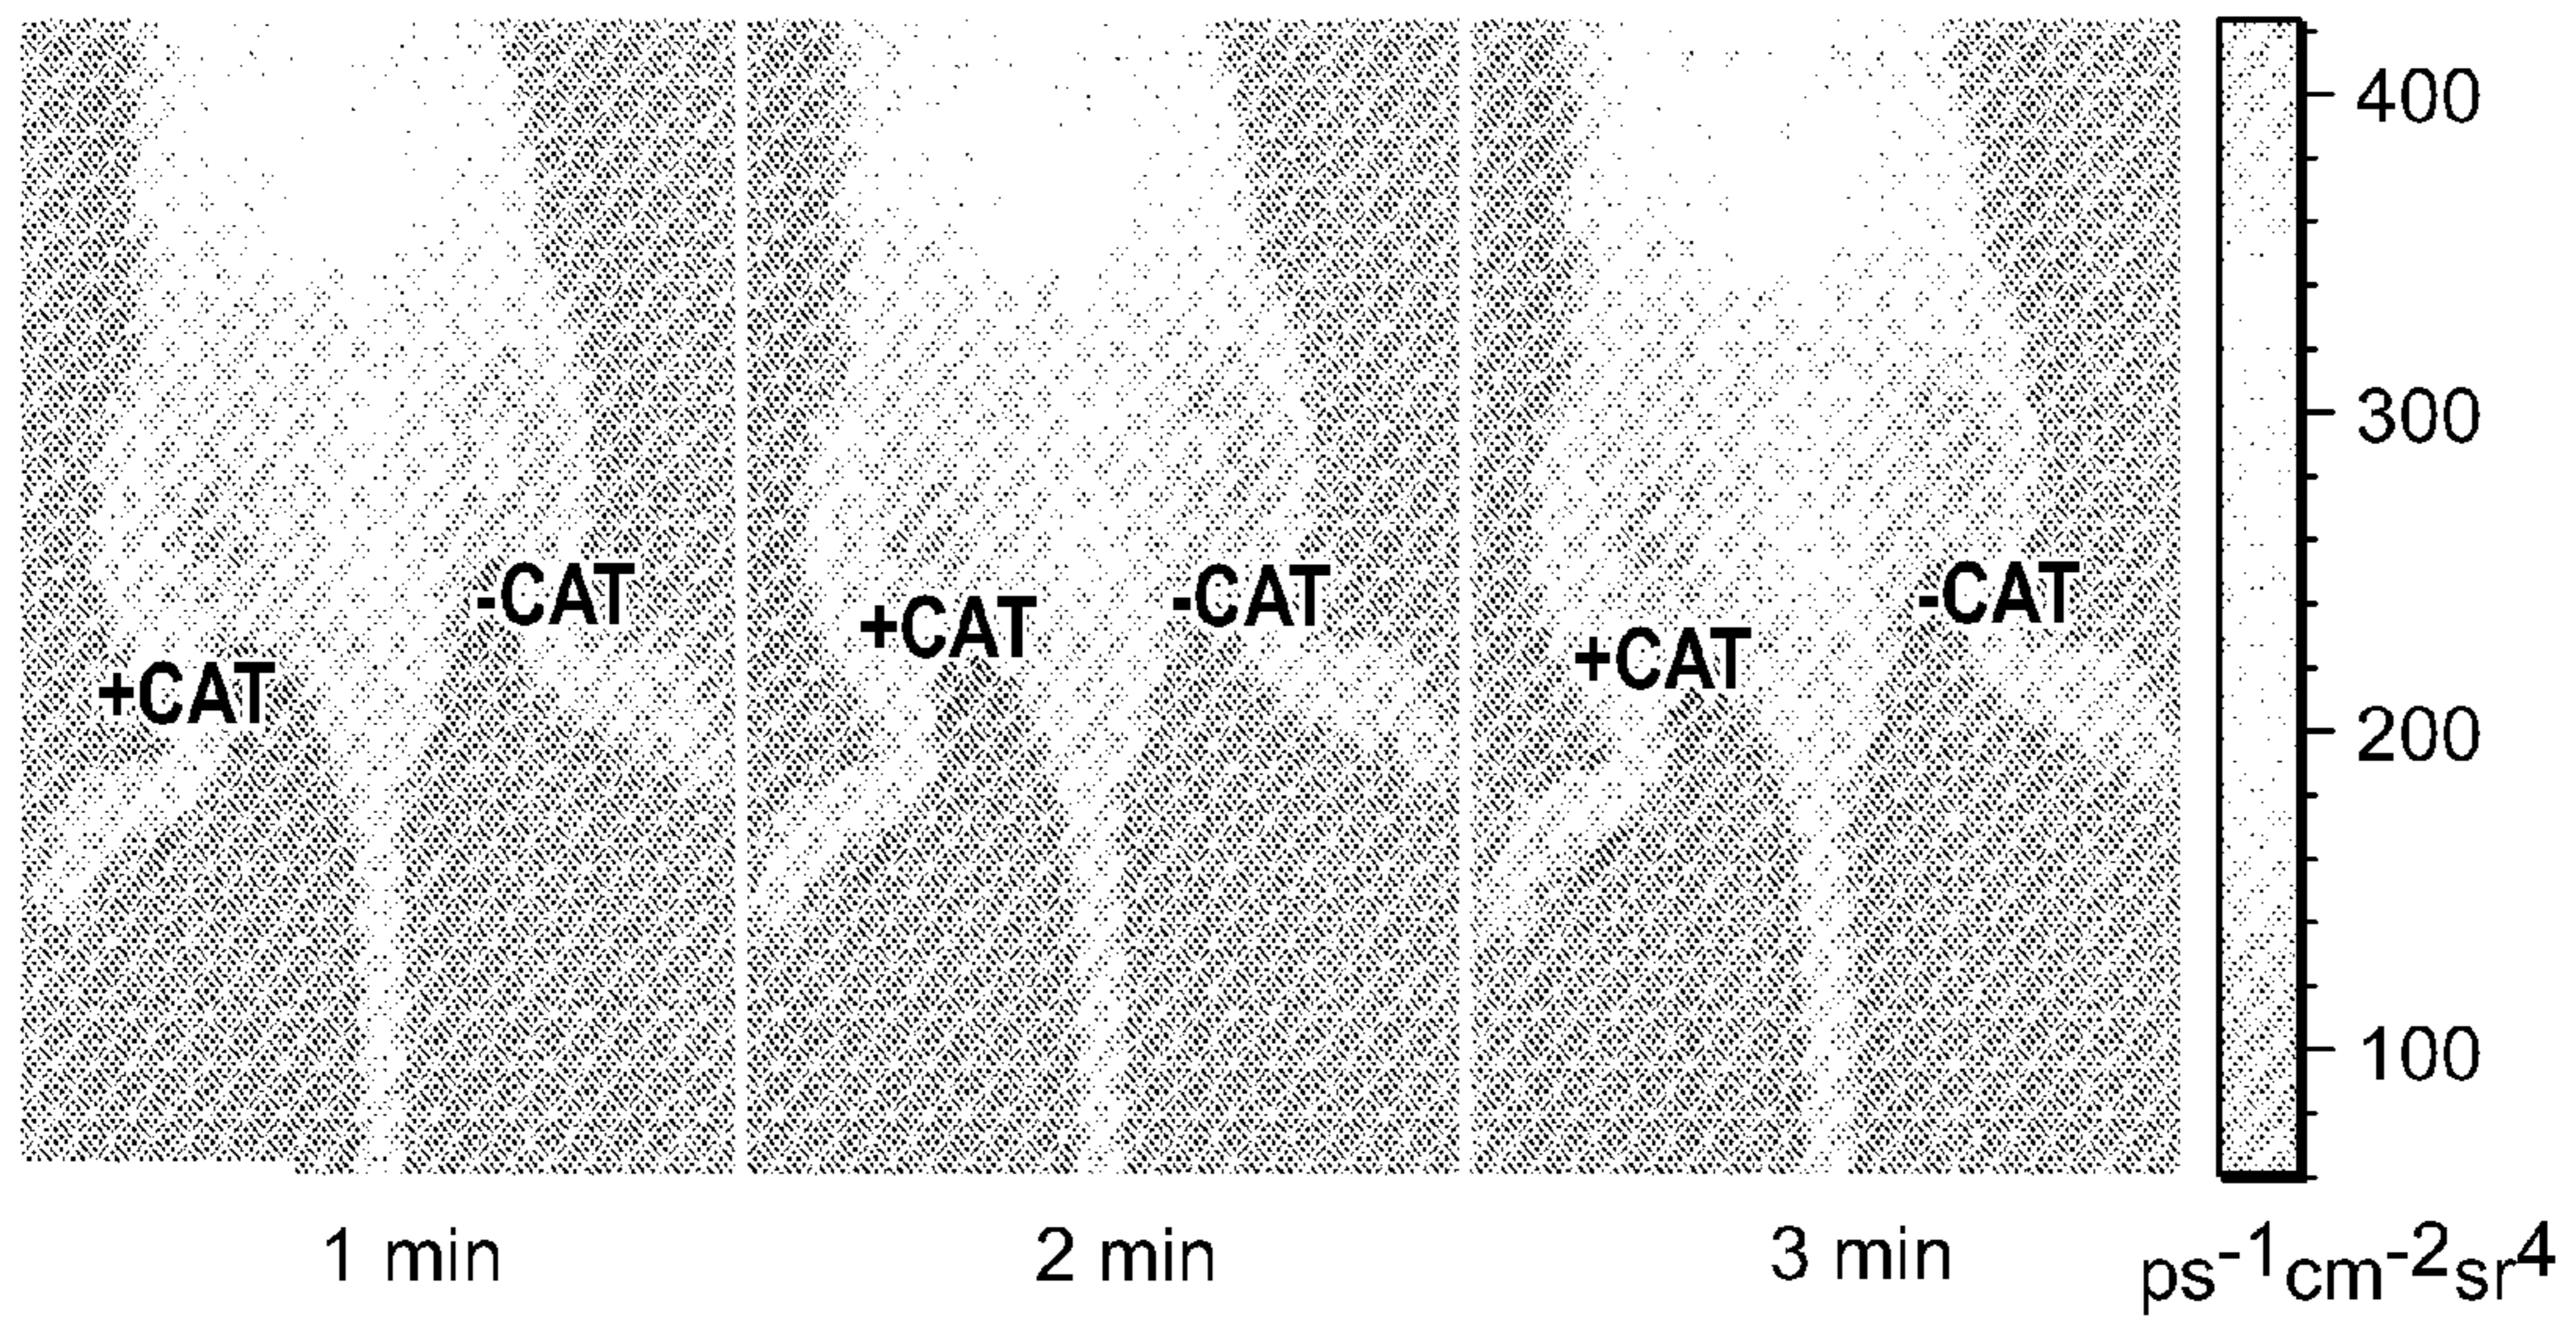 -CAT
+CAT
+CAT
-CAT
+CAT
-CAT
400
300
200
100
1 min
2 min
3 min
ps-1cm-2sr4